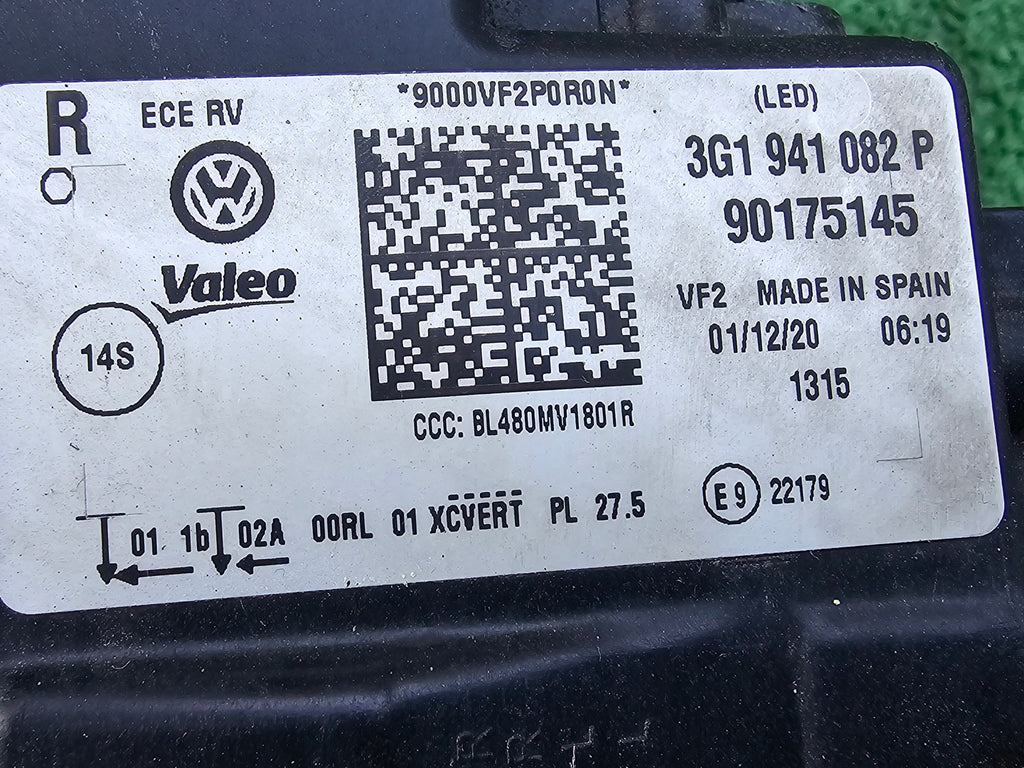 R
ECE RV
*9000VF2P0R0N*
(LED)
3G1 941 082 P
90175145
Valeo
VF2 MADE IN SPAIN
01/12/20 06:19
14S
1315
CCC: BL480MV1801R
E 9 22179
01 1b 02A 00RL 01 XCVERT PL 27.5